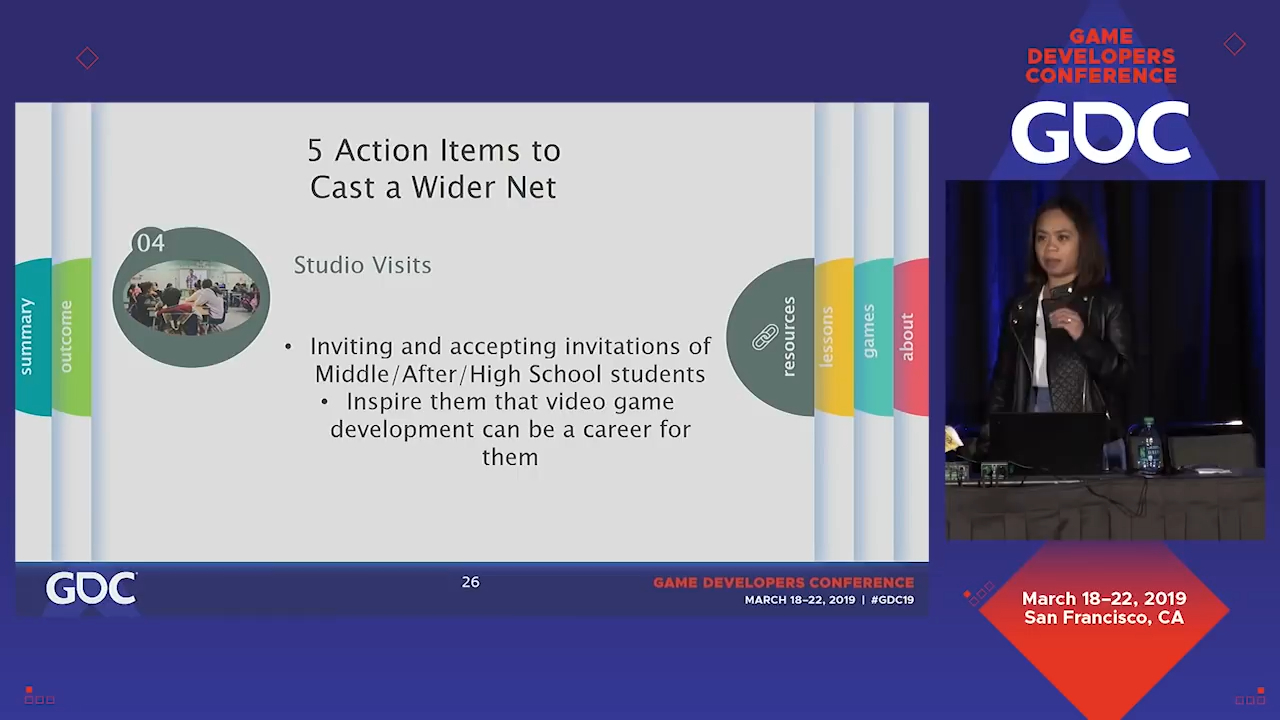 GAME
DEVELOPERS
CONFERENCE
GDC
5 Action Items to
Cast a Wider Net
04
Studio Visits
• Inviting and accepting invitations of
Middle/After/High School students
• Inspire them that video game
development can be a career for
them
summary
outcome
resources
lessons
games
about
GDC
26
GAME DEVELOPERS CONFERENCE
MARCH 18–22, 2019 | #GDC19
March 18–22, 2019
San Francisco, CA